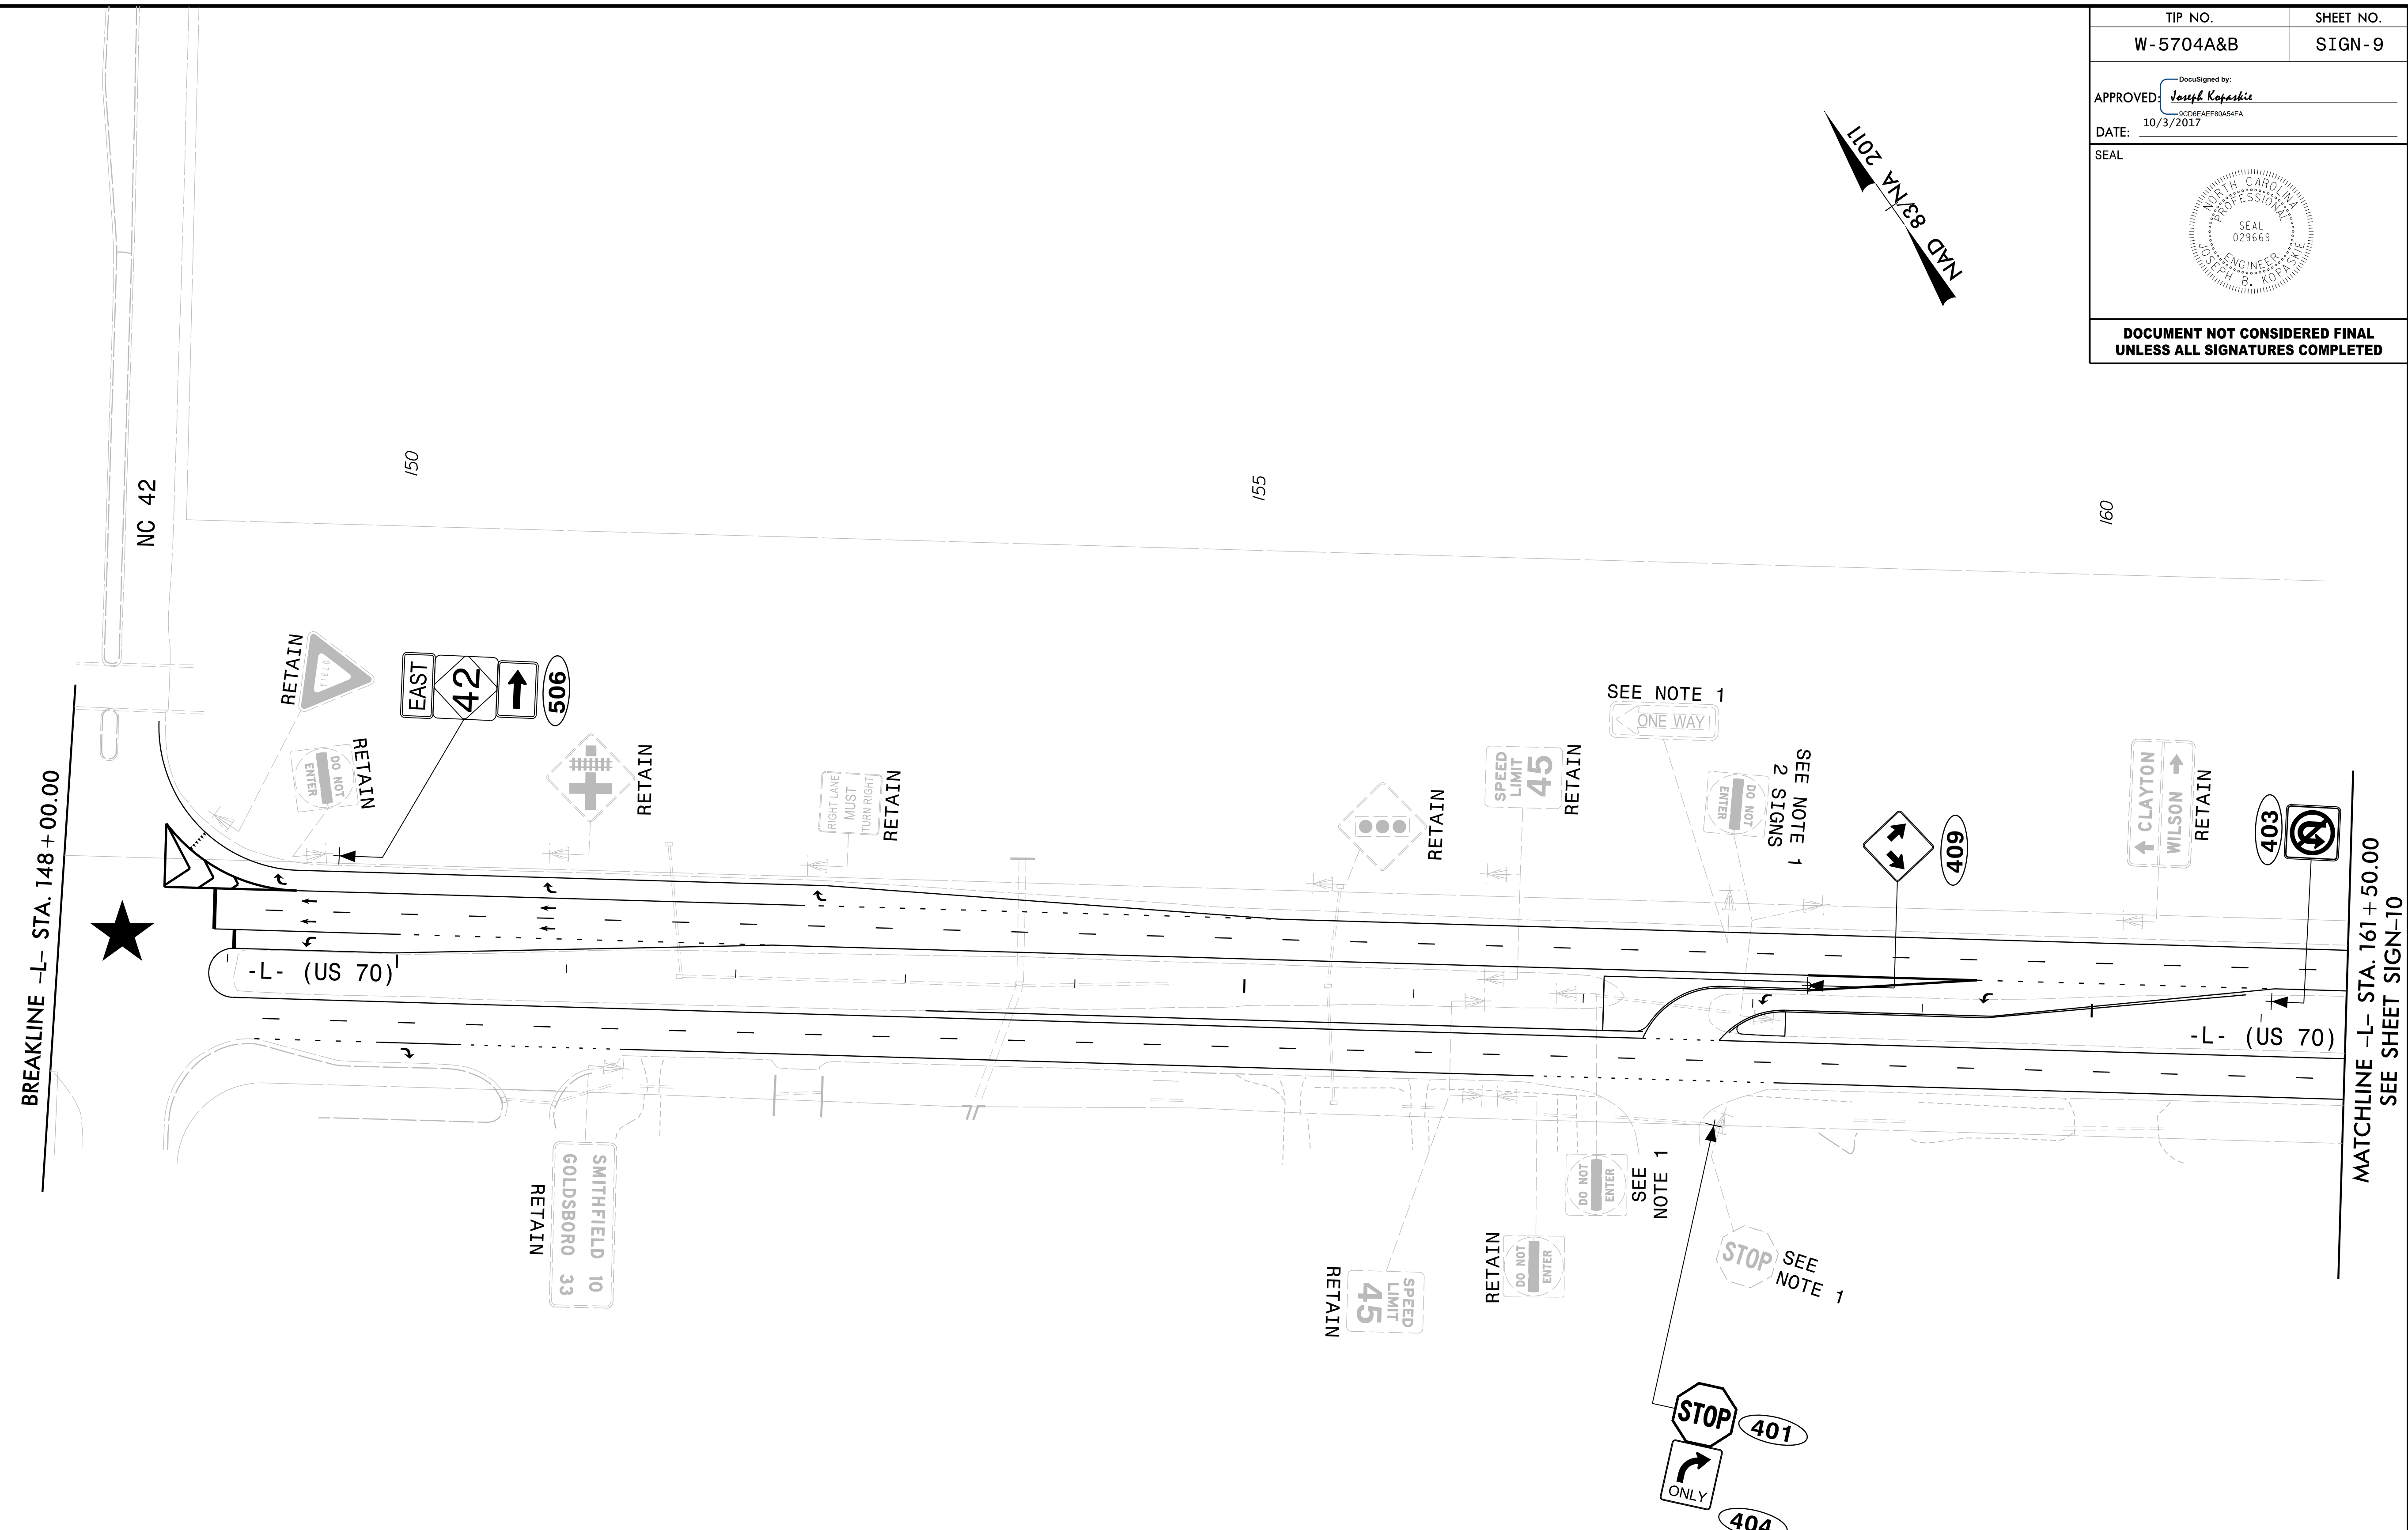 TIP NO.
SHEET NO.
W-5704A&B
SIGN-9
DocuSigned by:
APPROVED: Joseph Kopaskie
9CD6EAEF80A54FA...
DATE: 10/3/2017
SEAL
NORTH CAROLINA
PROFESSIONAL
SEAL
029669
ENGINEER
JOSEPH B. KOPASKIE
DOCUMENT NOT CONSIDERED FINAL
UNLESS ALL SIGNATURES COMPLETED
NAD 83/NA 2011
NC 42
150
155
160
RETAIN
YIELD
EAST
42
506
DO NOT
ENTER
RETAIN
RETAIN
RIGHT LANE
MUST
TURN RIGHT
RETAIN
RETAIN
SPEED
LIMIT
45
RETAIN
SEE NOTE 1
ONE WAY
DO NOT
ENTER
SEE NOTE 1
2 SIGNS
409
CLAYTON
WILSON
RETAIN
403
BREAKLINE -L- STA. 148+00.00
-L- (US 70)
-L- (US 70)
MATCHLINE -L- STA. 161+50.00
SEE SHEET SIGN-10
SMITHFIELD 10
GOLDSBORO 33
RETAIN
SPEED
LIMIT
45
RETAIN
DO NOT
ENTER
RETAIN
DO NOT
ENTER
SEE
NOTE 1
STOP
SEE
NOTE 1
STOP
401
ONLY
404